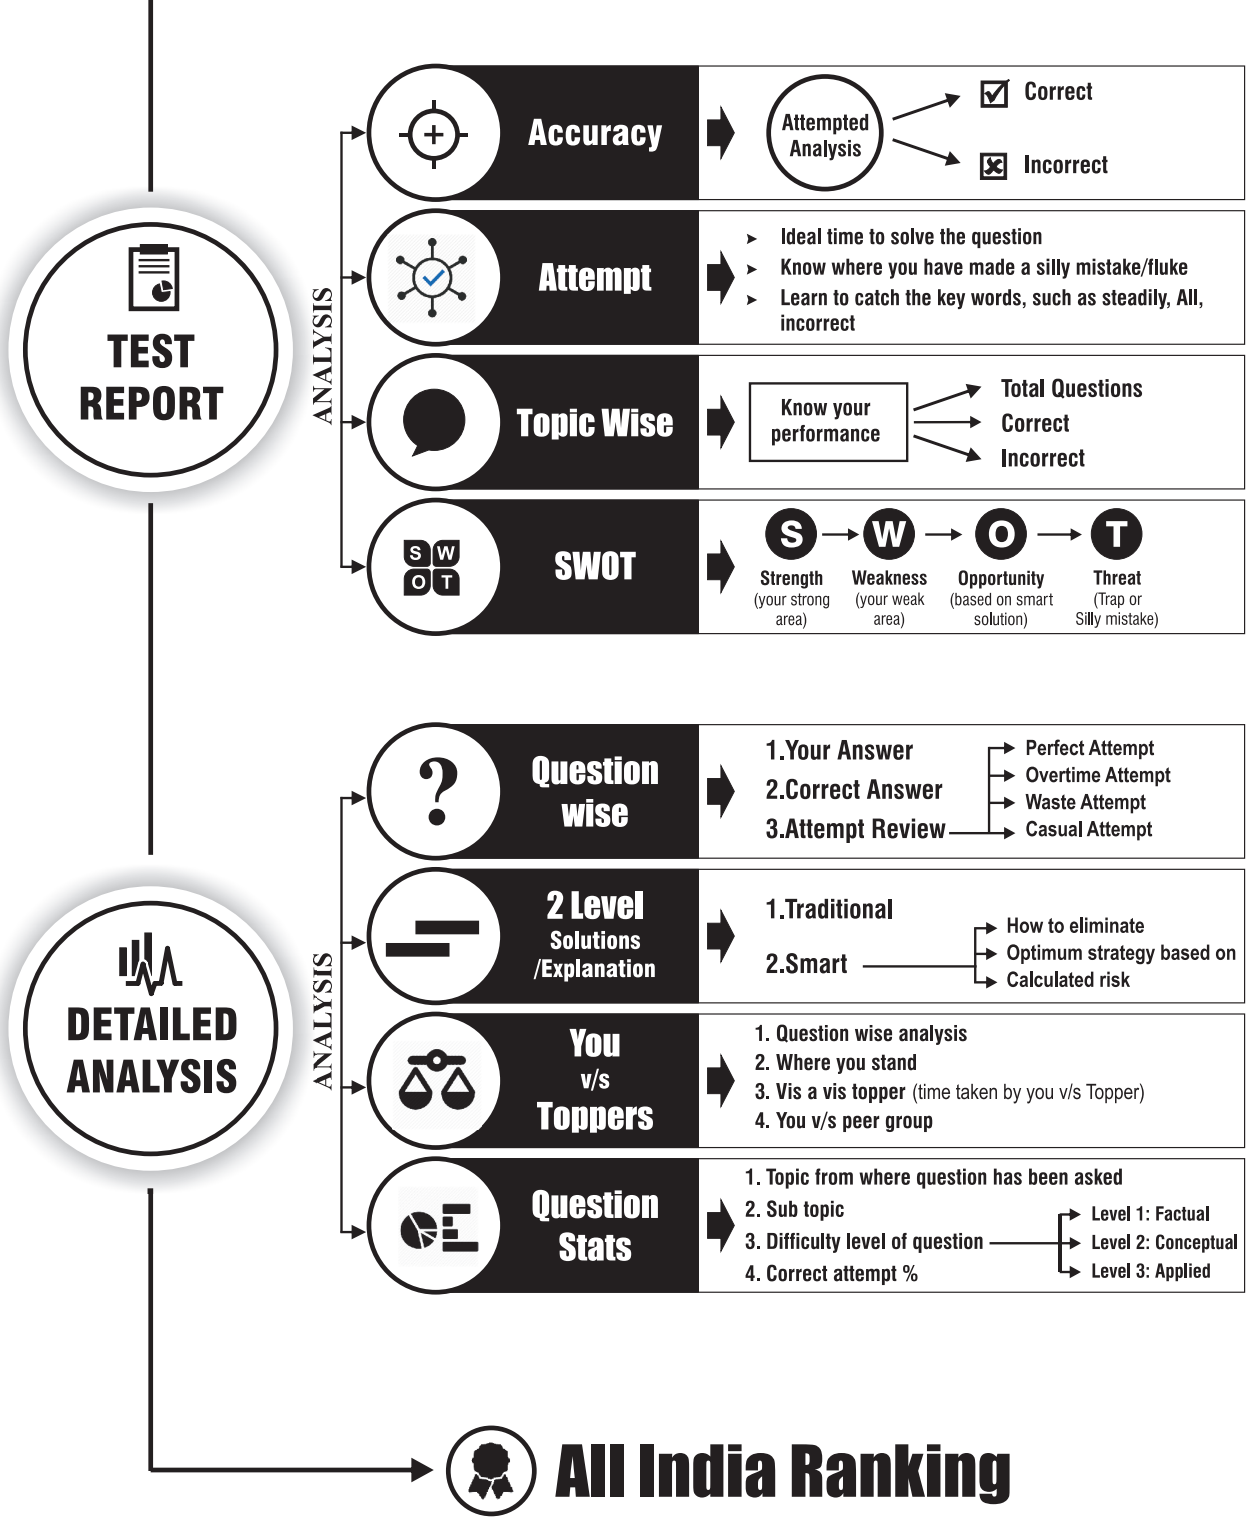 TEST
REPORT
ANALYSIS
Accuracy
Attempted
Analysis
Correct
Incorrect
Attempt
➤ Ideal time to solve the question
➤ Know where you have made a silly mistake/fluke
➤ Learn to catch the key words, such as steadily, All,
incorrect
Topic Wise
Know your
performance
Total Questions
Correct
Incorrect
S W
O T
SWOT
S W O T
Strength Weakness Opportunity Threat
(your strong (your weak (based on smart (Trap or
area) area) solution) Silly mistake)
DETAILED
ANALYSIS
ANALYSIS
?
Question
wise
1.Your Answer
2.Correct Answer
3.Attempt Review
Perfect Attempt
Overtime Attempt
Waste Attempt
Casual Attempt
2 Level
Solutions
/Explanation
1.Traditional
2.Smart
How to eliminate
Optimum strategy based on
Calculated risk
You
v/s
Toppers
1. Question wise analysis
2. Where you stand
3. Vis a vis topper (time taken by you v/s Topper)
4. You v/s peer group
Question
Stats
1. Topic from where question has been asked
2. Sub topic
3. Difficulty level of question
4. Correct attempt %
Level 1: Factual
Level 2: Conceptual
Level 3: Applied
All India Ranking